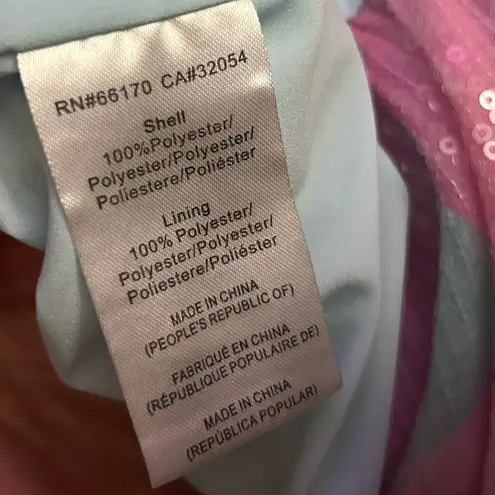 RN#66170 CA#32054
Shell
100%Polyester/
Polyester/Polyester/
Poliestere/Poliéster
Lining
100% Polyester/
Polyester/Polyester/
Poliestere/Poliéster
MADE IN CHINA
(PEOPLE'S REPUBLIC OF)
FABRIQUÉ EN CHINA
(RÉPUBLIQUE POPULAIRE DE)
MADE IN CHINA
(REPÚBLICA POPULAR)